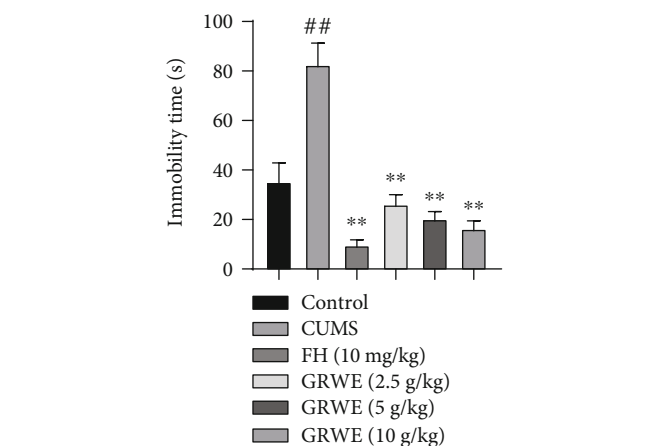 100
##
80
60
40
20
0
Immobility time (s)
**
**
**
**
Control
CUMS
FH (10 mg/kg)
GRWE (2.5 g/kg)
GRWE (5 g/kg)
GRWE (10 g/kg)